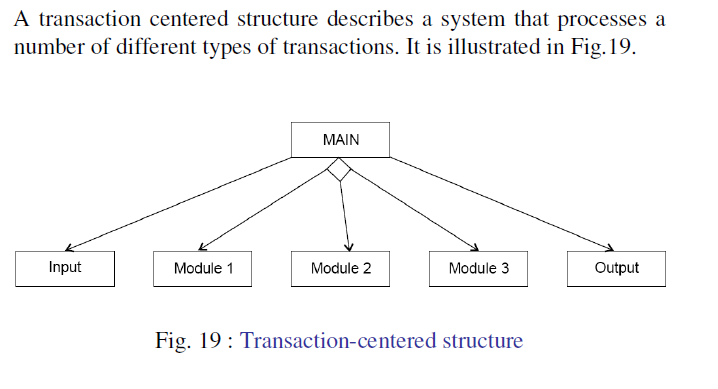 A transaction centered structure describes a system that processes a
number of different types of transactions. It is illustrated in Fig.19.
MAIN
Input
Module 1
Module 2
Module 3
Output
Fig. 19 : Transaction-centered structure